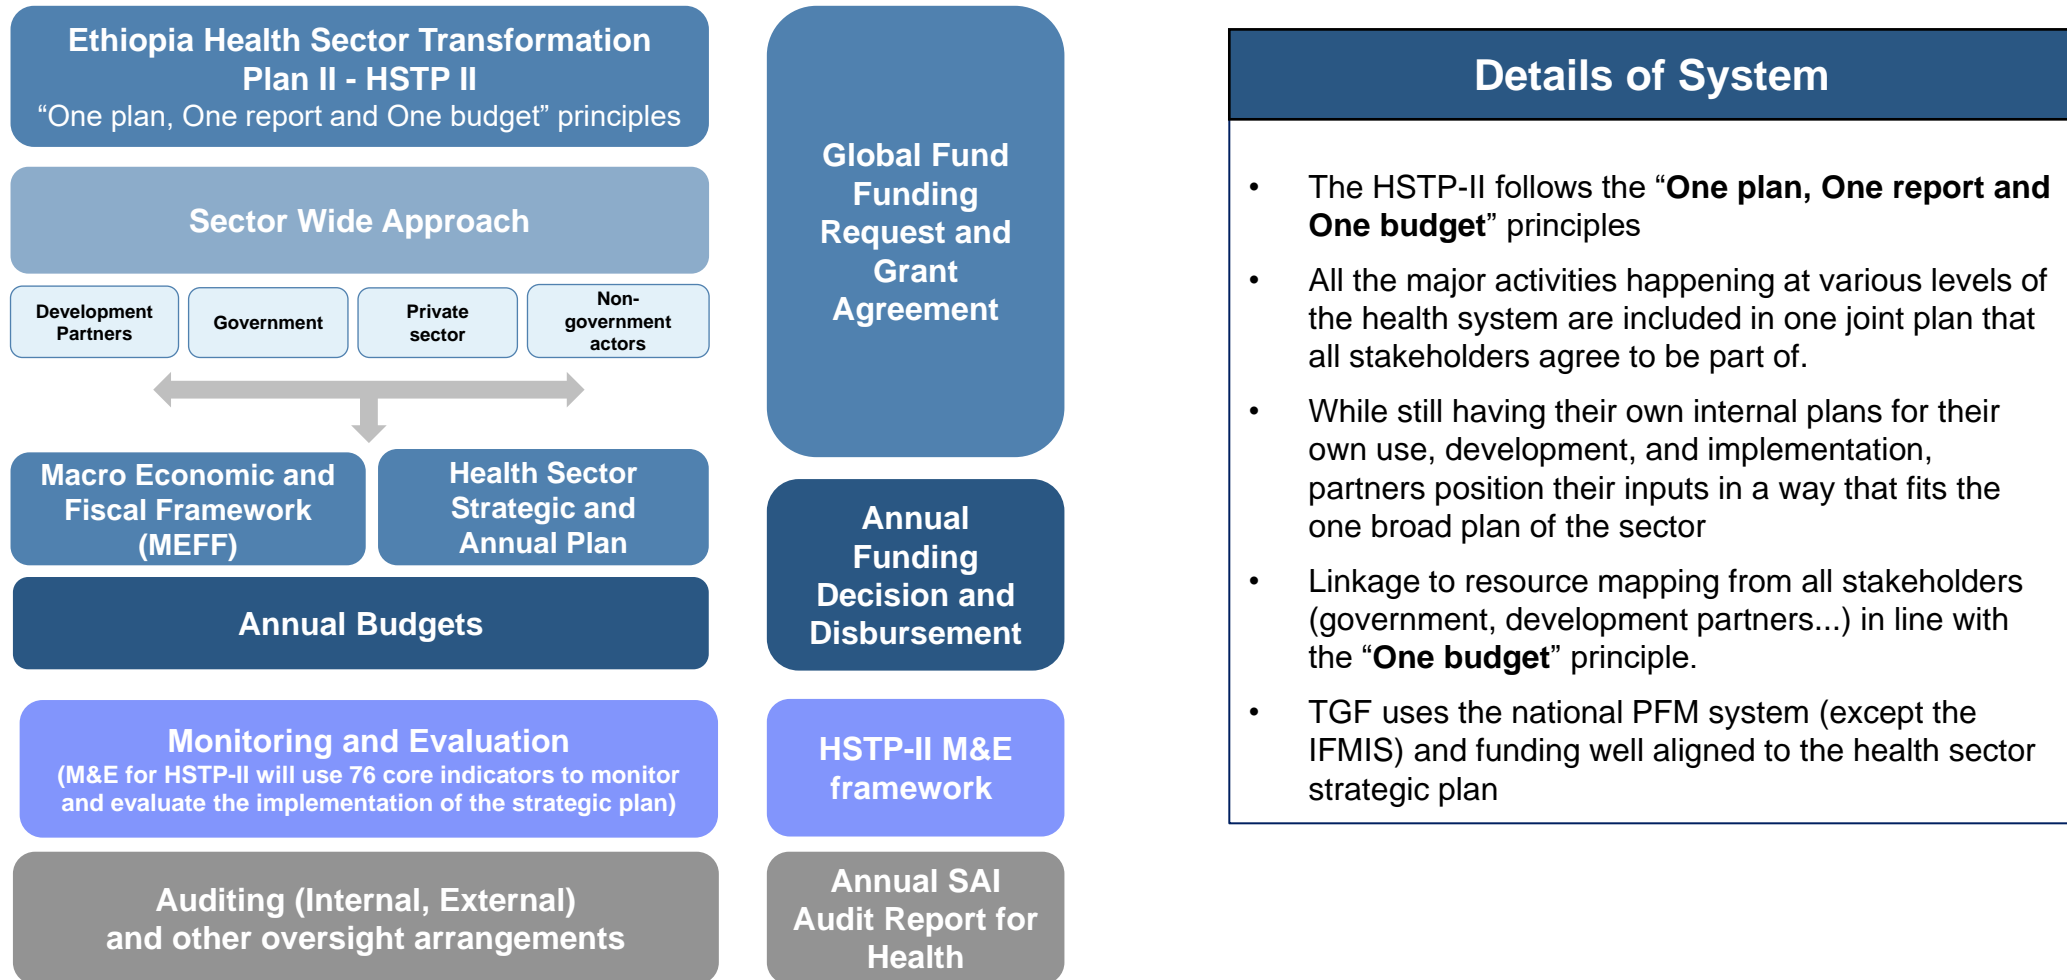 Ethiopia Health Sector Transformation
Plan II - HSTP II
“One plan, One report and One budget” principles
Sector Wide Approach
Development
Partners
Government
Private
sector
Non-
government
actors
Macro Economic and
Fiscal Framework
(MEFF)
Health Sector
Strategic and
Annual Plan
Annual Budgets
Monitoring and Evaluation
(M&E for HSTP-II will use 76 core indicators to monitor
and evaluate the implementation of the strategic plan)
Auditing (Internal, External)
and other oversight arrangements
Global Fund
Funding
Request and
Grant
Agreement
Annual
Funding
Decision and
Disbursement
HSTP-II M&E
framework
Annual SAI
Audit Report for
Health
Details of System
• The HSTP-II follows the “One plan, One report and
One budget” principles
• All the major activities happening at various levels of
the health system are included in one joint plan that
all stakeholders agree to be part of.
• While still having their own internal plans for their
own use, development, and implementation,
partners position their inputs in a way that fits the
one broad plan of the sector
• Linkage to resource mapping from all stakeholders
(government, development partners...) in line with
the “One budget” principle.
• TGF uses the national PFM system (except the
IFMIS) and funding well aligned to the health sector
strategic plan